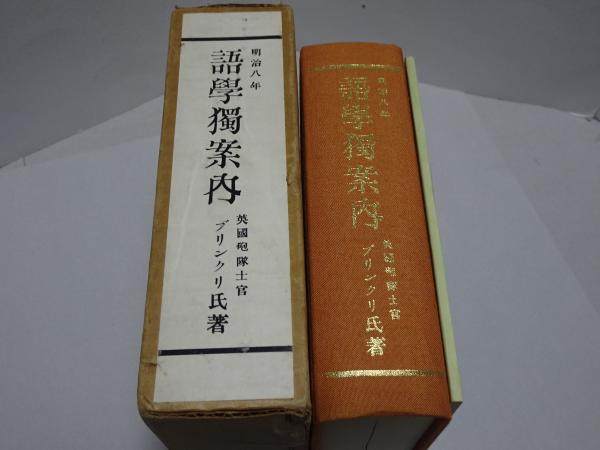 明治八年
語學獨案内
英國砲隊士官
ブリンクリ氏著
明治八年
語學獨案内
英國砲隊士官
ブリンクリ氏著